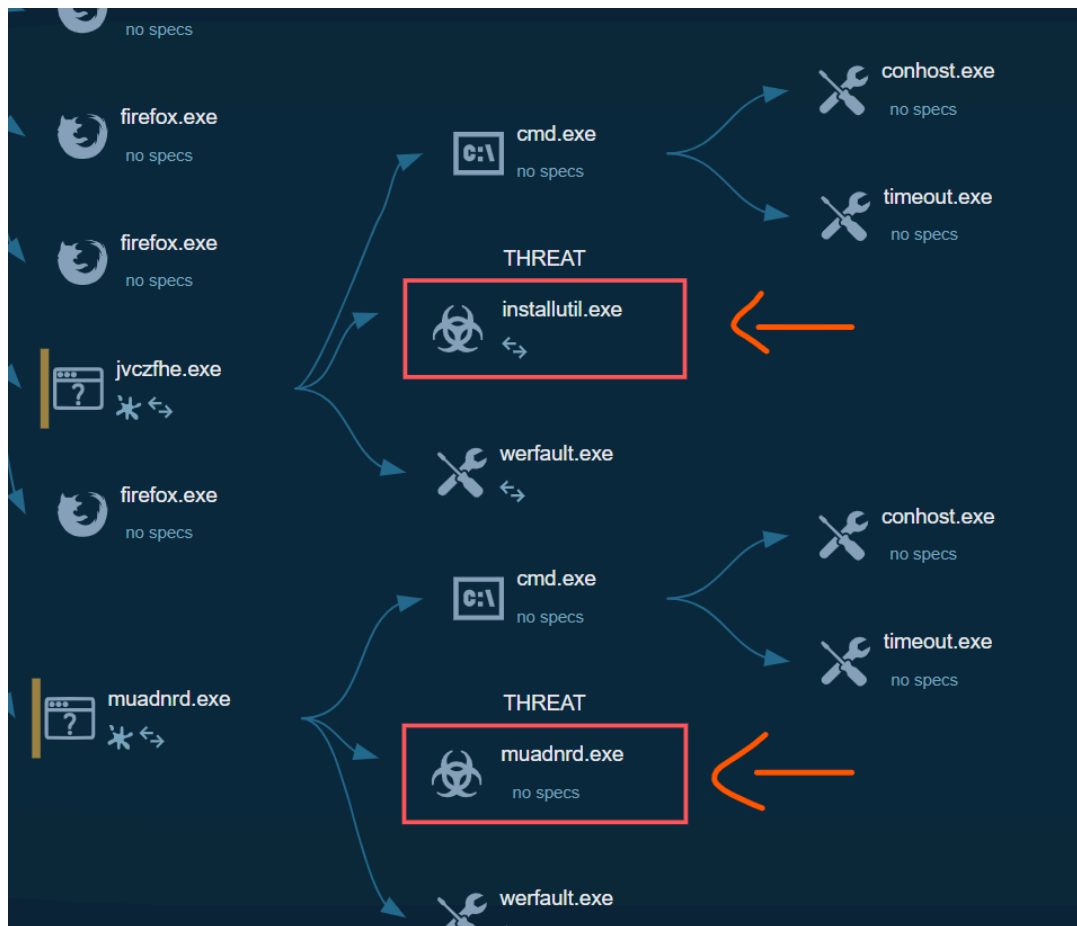 no specs
firefox.exe
no specs
firefox.exe
no specs
jvczfhe.exe
firefox.exe
no specs
muadnrd.exe
C:\
cmd.exe
no specs
THREAT
installutil.exe
werfault.exe
C:\
cmd.exe
no specs
THREAT
muadnrd.exe
no specs
werfault.exe
conhost.exe
no specs
timeout.exe
no specs
conhost.exe
no specs
timeout.exe
no specs